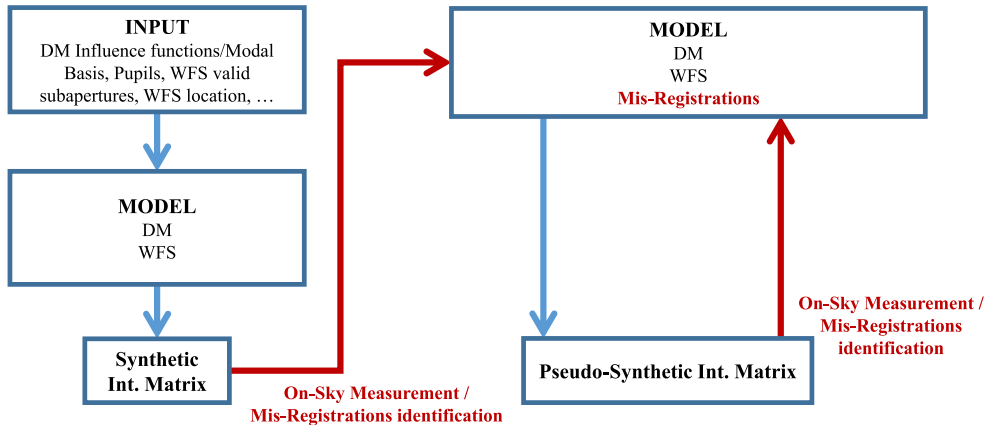 INPUT
DM Influence functions/Modal
Basis, Pupils, WFS valid
subapertures, WFS location, …
MODEL
DM
WFS
Synthetic
Int. Matrix
On-Sky Measurement /
Mis-Registrations identification
MODEL
DM
WFS
Mis-Registrations
Pseudo-Synthetic Int. Matrix
On-Sky Measurement /
Mis-Registrations
identification